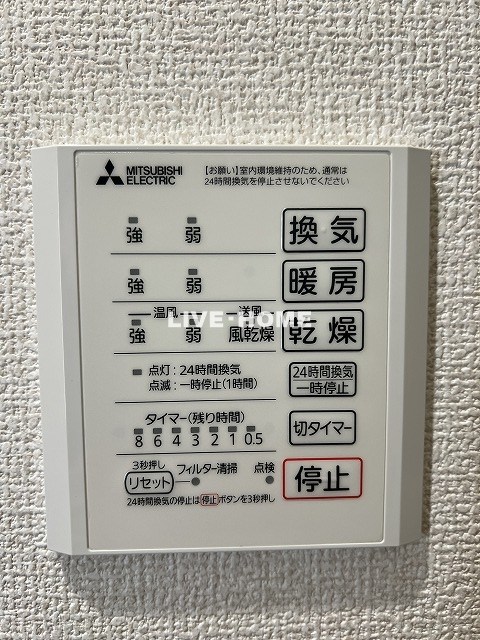 MITSUBISHI ELECTRIC
【お願い】室内環境維持のため、通常は
24時間換気を停止させないでください
強 弱 換気
強 弱 暖房
温風 送風
強 弱 風乾燥 乾燥
LIVE・HOME
点灯:24時間換気
点滅:一時停止(1時間)
24時間換気
一時停止
タイマー(残り時間)
8 6 4 3 2 1 0.5
切タイマー
3秒押し
リセット フィルター清掃 点検
停止
24時間換気の停止は停止ボタンを3秒押し